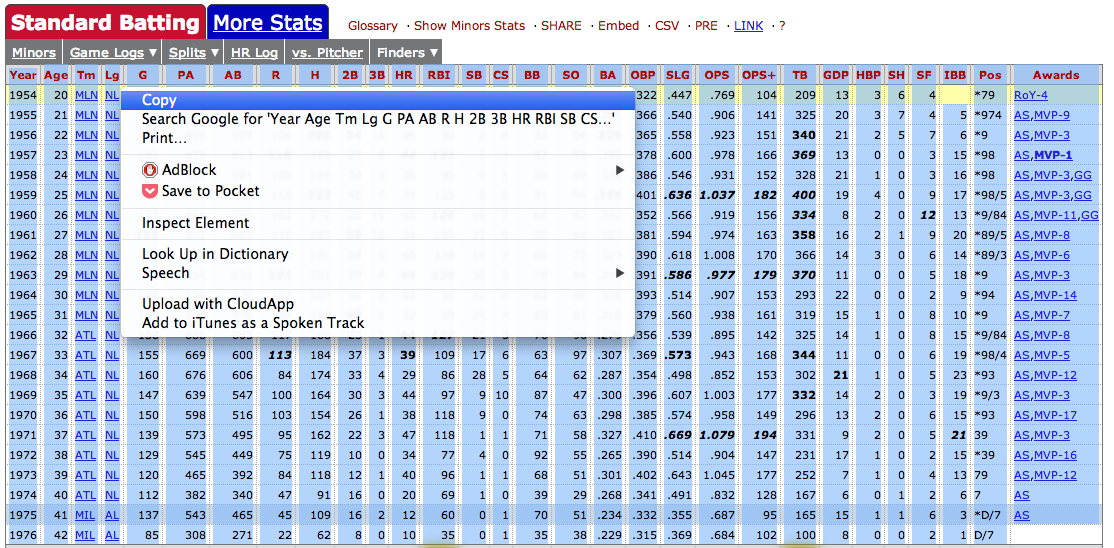 Standard Batting More Stats Glossary · Show Minors Stats · SHARE · Embed · CSV · PRE · LINK · ?
Minors Game Logs ▼ Splits ▼ HR Log vs. Pitcher Finders ▼
Year Age Tm Lg G PA AB R H 2B 3B HR RBI SB CS BB SO BA OBP SLG OPS OPS+ TB GDP HBP SH SF IBB Pos Awards
1954 20 MLN NL .322 .447 .769 104 209 13 3 6 4 *79 RoY-4
1955 21 MLN NL .366 .540 .906 141 325 20 3 7 4 5 *974 AS,MVP-9
1956 22 MLN NL .365 .558 .923 151 340 21 2 5 7 6 *9 AS,MVP-3
1957 23 MLN NL .378 .600 .978 166 369 13 0 0 3 15 *98 AS,MVP-1
1958 24 MLN NL .386 .546 .931 152 328 21 1 0 3 16 *98 AS,MVP-3,GG
1959 25 MLN NL .401 .636 1.037 182 400 19 4 0 9 17 *98/5 AS,MVP-3,GG
1960 26 MLN NL .352 .566 .919 156 334 8 2 0 12 13 *9/84 AS,MVP-11,GG
1961 27 MLN NL .381 .594 .974 163 358 16 2 1 9 20 *89/5 AS,MVP-8
1962 28 MLN NL .390 .618 1.008 170 366 14 3 0 6 14 *89/3 AS,MVP-6
1963 29 MLN NL .391 .586 .977 179 370 11 0 0 5 18 *9 AS,MVP-3
1964 30 MLN NL .393 .514 .907 153 293 22 0 0 2 9 *94 AS,MVP-14
1965 31 MLN NL .379 .560 .938 161 319 15 1 0 8 10 *9 AS,MVP-7
1966 32 ATL NL .356 .539 .895 142 325 14 1 0 8 15 *9/84 AS,MVP-8
1967 33 ATL NL 155 669 600 113 184 37 3 39 109 17 6 63 97 .307 .369 .573 .943 168 344 11 0 0 6 19 *98/4 AS,MVP-5
1968 34 ATL NL 160 676 606 84 174 33 4 29 86 28 5 64 62 .287 .354 .498 .852 153 302 21 1 0 5 23 *93 AS,MVP-12
1969 35 ATL NL 147 639 547 100 164 30 3 44 97 9 10 87 47 .300 .396 .607 1.003 177 332 14 2 0 3 19 *9/3 AS,MVP-3
1970 36 ATL NL 150 598 516 103 154 26 1 38 118 9 0 74 63 .298 .385 .574 .958 149 296 13 2 0 6 15 *93 AS,MVP-17
1971 37 ATL NL 139 573 495 95 162 22 3 47 118 1 1 71 58 .327 .410 .669 1.079 194 331 9 2 0 5 21 39 AS,MVP-3
1972 38 ATL NL 129 545 449 75 119 10 0 34 77 4 0 92 55 .265 .390 .514 .904 147 231 17 1 0 2 15 *39 AS,MVP-16
1973 39 ATL NL 120 465 392 84 118 12 1 40 96 1 1 68 51 .301 .402 .643 1.045 177 252 7 1 0 4 13 79 AS,MVP-12
1974 40 ATL NL 112 382 340 47 91 16 0 20 69 1 0 39 29 .268 .341 .491 .832 128 167 6 0 1 2 6 7 AS
1975 41 MIL AL 137 543 465 45 109 16 2 12 60 0 1 70 51 .234 .332 .355 .687 95 165 15 1 1 6 3 *D/7 AS
1976 42 MIL AL 85 308 271 22 62 8 0 10 35 0 1 35 38 .229 .315 .369 .684 102 100 8 0 0 2 1 D/7
Copy
Search Google for 'Year Age Tm Lg G PA AB R H 2B 3B HR RBI SB CS...'
Print...
AdBlock
Save to Pocket
Inspect Element
Look Up in Dictionary
Speech
Upload with CloudApp
Add to iTunes as a Spoken Track